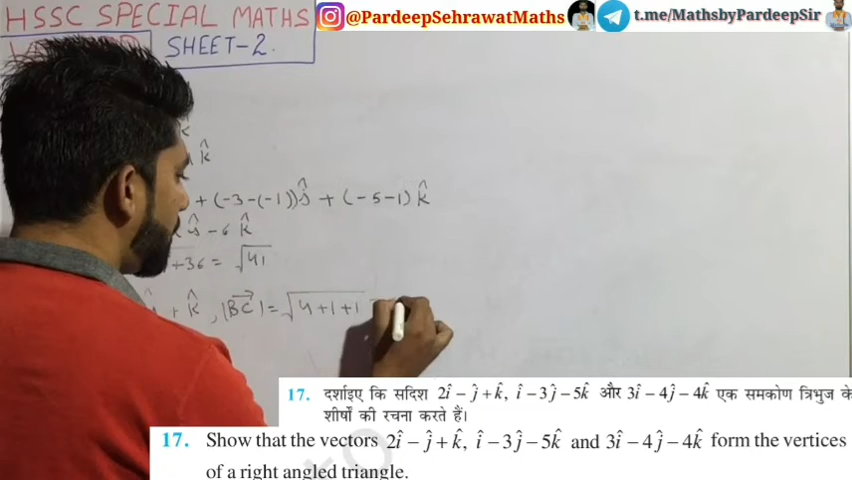 HSSC SPECIAL MATHS
@PardeepSehrawatMaths
t.me/MathsbyPardeepSir
SHEET-2.
k̂
+ (-3-(-1))ĵ + (-5-1)k̂
ĵ - 6k̂
+36 = √41
+ k̂ , |BC⃗| = √4+1+1
17. दर्शाइए कि सदिश 2î − ĵ + k̂, î − 3ĵ − 5k̂ और 3î − 4ĵ − 4k̂ एक समकोण त्रिभुज के
शीर्षों की रचना करते हैं।
17. Show that the vectors 2î − ĵ + k̂, î − 3ĵ − 5k̂ and 3î − 4ĵ − 4k̂ form the vertices
of a right angled triangle.